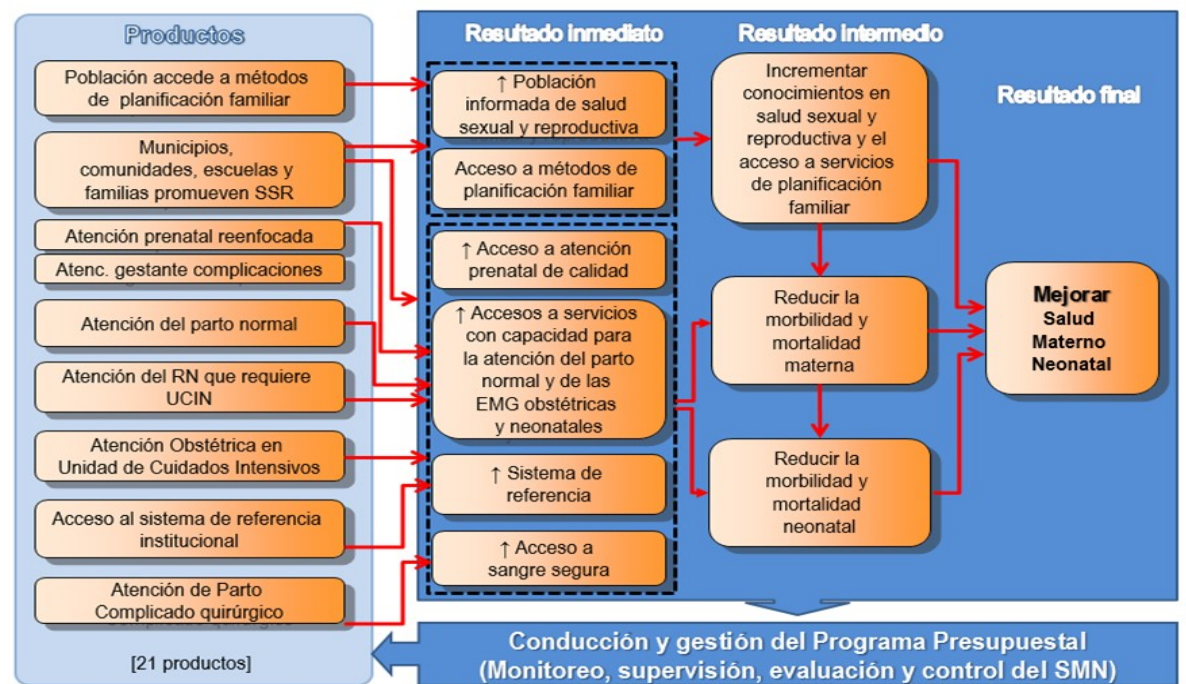 Productos
Población accede a métodos
de planificación familiar
Municipios,
comunidades, escuelas y
familias promueven SSR
Atención prenatal reenfocada
Atenc. gestante complicaciones
Atención del parto normal
Atención del RN que requiere
UCIN
Atención Obstétrica en
Unidad de Cuidados Intensivos
Acceso al sistema de referencia
institucional
Atención de Parto
Complicado quirúrgico
[21 productos]
Resultado inmediato
↑ Población
informada de salud
sexual y reproductiva
Acceso a métodos de
planificación familiar
↑ Acceso a atención
prenatal de calidad
↑ Accesos a servicios
con capacidad para
la atención del parto
normal y de las
EMG obstétricas
y neonatales
↑ Sistema de
referencia
↑ Acceso a
sangre segura
Resultado intermedio
Incrementar
conocimientos en
salud sexual y
reproductiva y el
acceso a servicios
de planificación
familiar
Reducir la
morbilidad y
mortalidad
materna
Reducir la
morbilidad y
mortalidad
neonatal
Resultado final
Mejorar
Salud
Materno
Neonatal
Conducción y gestión del Programa Presupuestal
(Monitoreo, supervisión, evaluación y control del SMN)